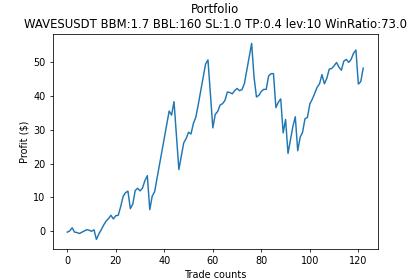 Portfolio
WAVESUSDT BBM:1.7 BBL:160 SL:1.0 TP:0.4 lev:10 WinRatio:73.0
50
40
30
20
10
0
Profit ($)
0 20 40 60 80 100 120
Trade counts